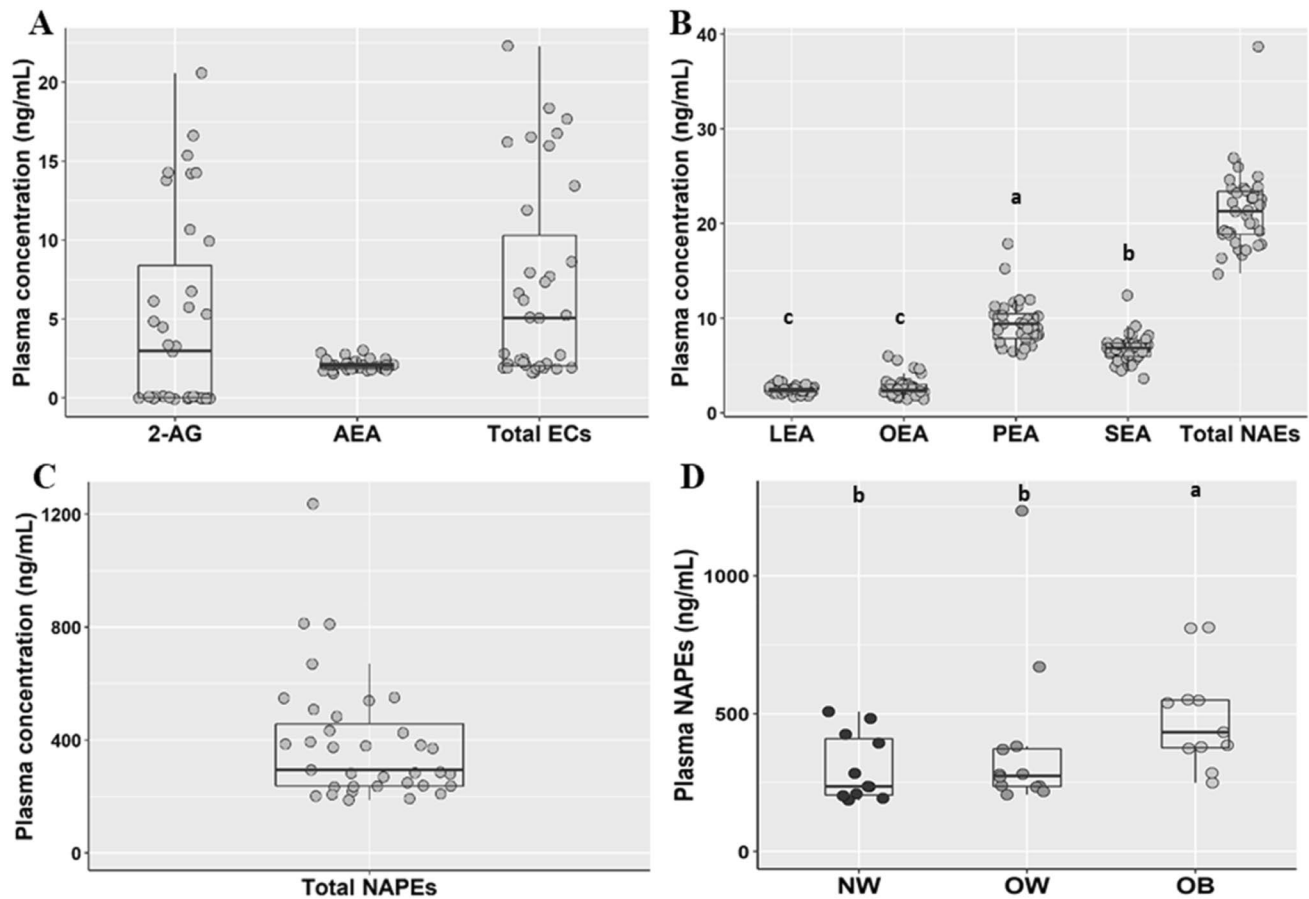 A
Plasma concentration (ng/mL)
20
15
10
5
0
2-AG AEA Total ECs
B
Plasma concentration (ng/mL)
40
30
20
10
0
c c a b
LEA OEA PEA SEA Total NAEs
C
Plasma concentration (ng/mL)
1200
800
400
0
Total NAPEs
D
Plasma NAPEs (ng/mL)
1000
500
0
b b a
NW OW OB